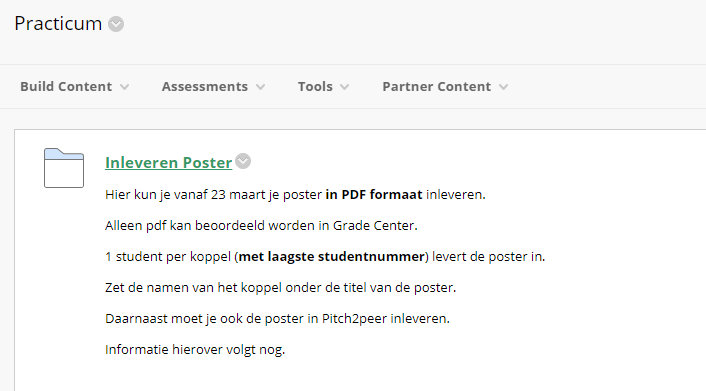 Practicum
Build Content Assessments Tools Partner Content
Inleveren Poster
Hier kun je vanaf 23 maart je poster in PDF formaat inleveren.
Alleen pdf kan beoordeeld worden in Grade Center.
1 student per koppel (met laagste studentnummer) levert de poster in.
Zet de namen van het koppel onder de titel van de poster.
Daarnaast moet je ook de poster in Pitch2peer inleveren.
Informatie hierover volgt nog.